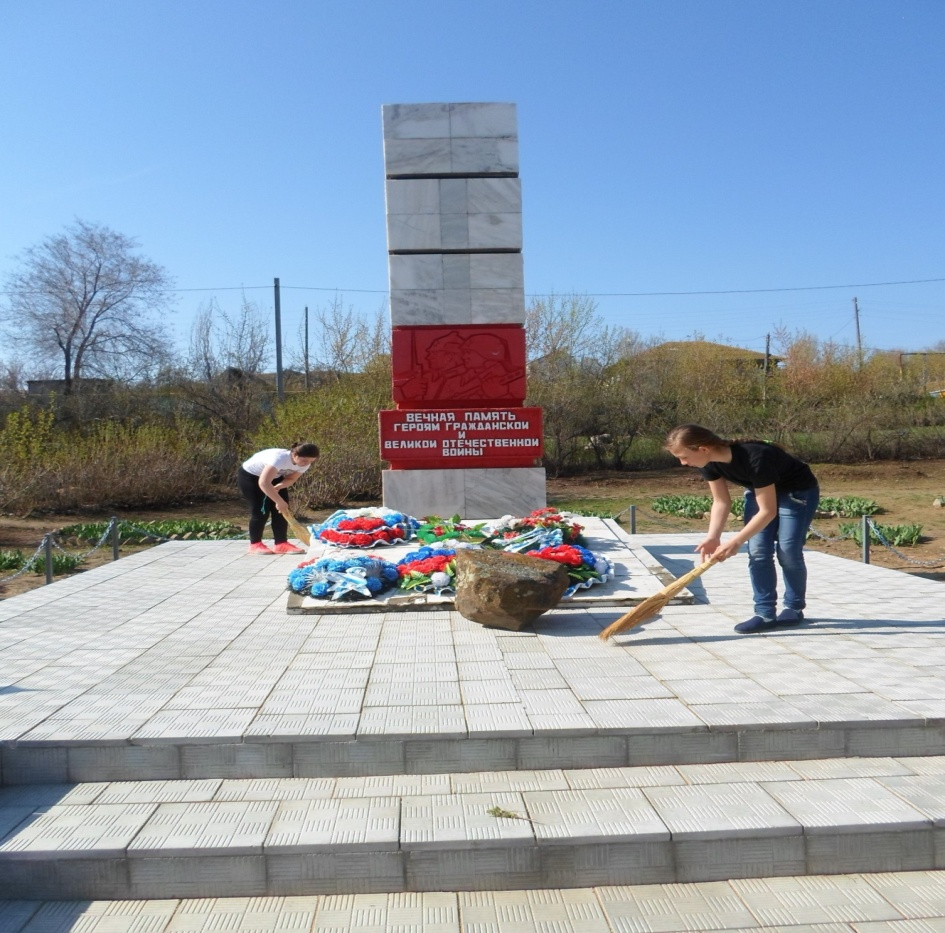 ВЕЧНАЯ ПАМЯТЬ
ГЕРОЯМ ГРАЖДАНСКОЙ
И
ВЕЛИКОЙ ОТЕЧЕСТВЕННОЙ
ВОЙНЫ